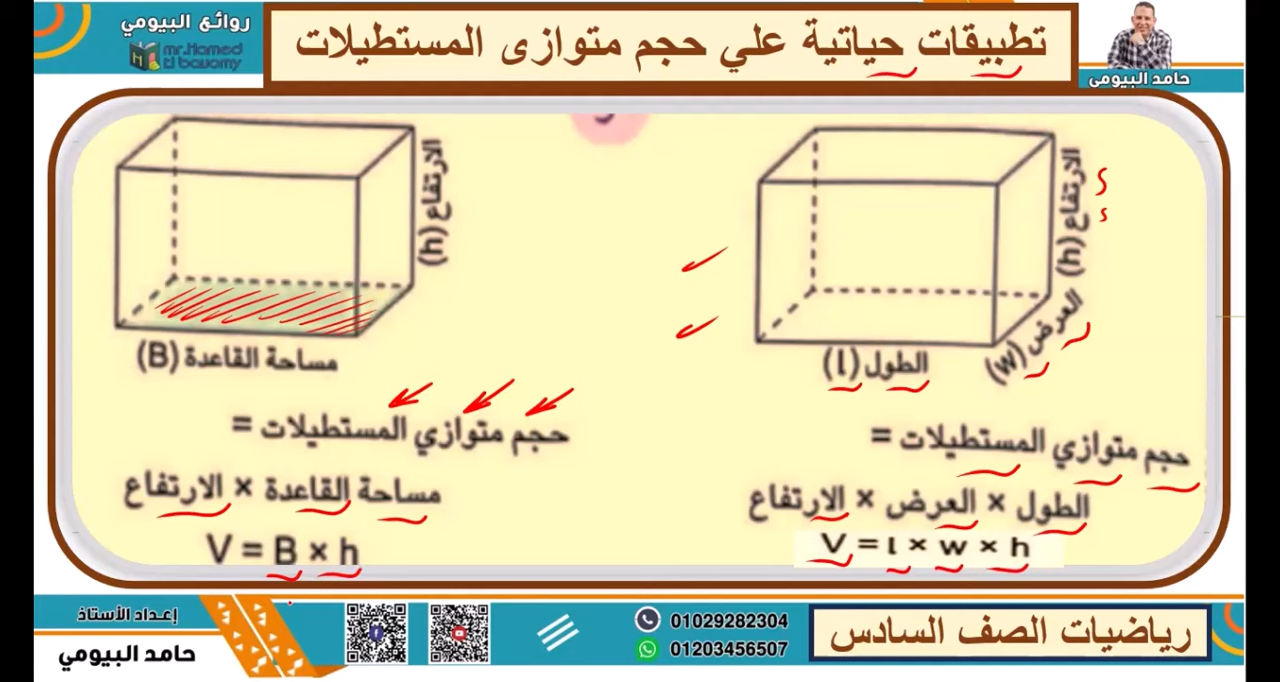 روائع البيومي
mr.Hamed
El bauomy
تطبيقات حياتية علي حجم متوازى المستطيلات
حامد البيومى
الارتفاع (h)
العرض (w)
الطول (l)
حجم متوازي المستطيلات =
الطول × العرض × الارتفاع
V = l × w × h
الارتفاع (h)
مساحة القاعدة (B)
حجم متوازي المستطيلات =
مساحة القاعدة × الارتفاع
V = B × h
رياضيات الصف السادس
01029282304
01203456507
إعداد الأستاذ
حامد البيومي